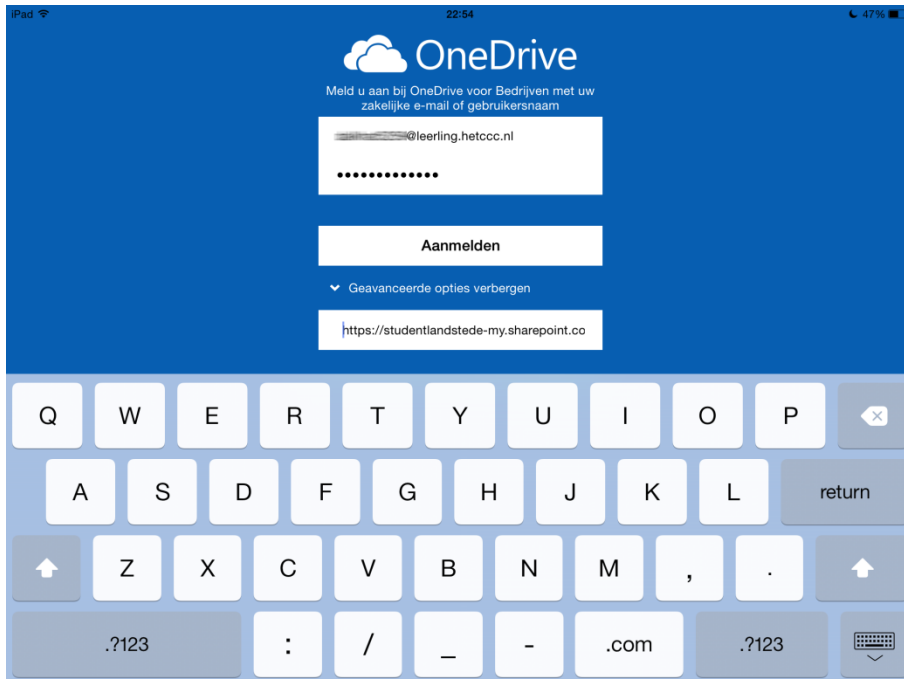 iPad 22:54 47%
OneDrive
Meld u aan bij OneDrive voor Bedrijven met uw
zakelijke e-mail of gebruikersnaam
@leerling.hetccc.nl
•••••••••••••
Aanmelden
Geavanceerde opties verbergen
https://studentlandstede-my.sharepoint.co
Q W E R T Y U I O P
A S D F G H J K L return
Z X C V B N M , .
.?123 : / _ - .com .?123